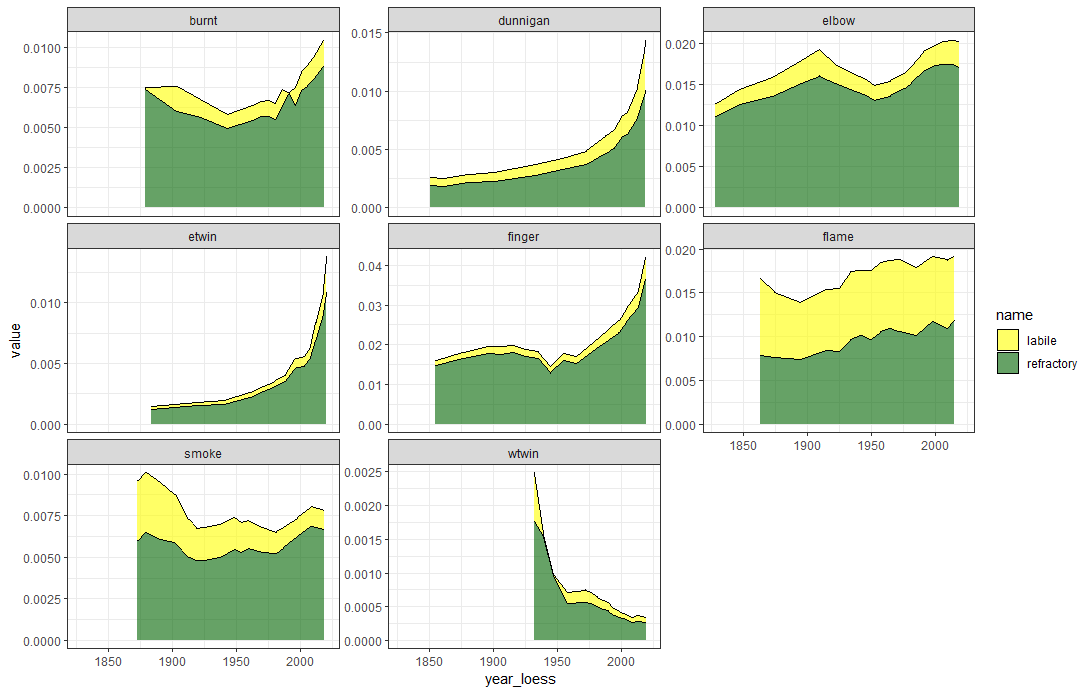 burnt
dunnigan
elbow
0.0100
0.0075
0.0050
0.0025
0.0000
0.015
0.010
0.005
0.000
0.020
0.015
0.010
0.005
0.000
etwin
finger
flame
value
0.010
0.005
0.000
0.04
0.03
0.02
0.01
0.00
0.020
0.015
0.010
0.005
0.000
1850 1900 1950 2000
name
labile
refractory
smoke
wtwin
0.0100
0.0075
0.0050
0.0025
0.0000
0.0025
0.0020
0.0015
0.0010
0.0005
0.0000
1850 1900 1950 2000
1850 1900 1950 2000
year_loess